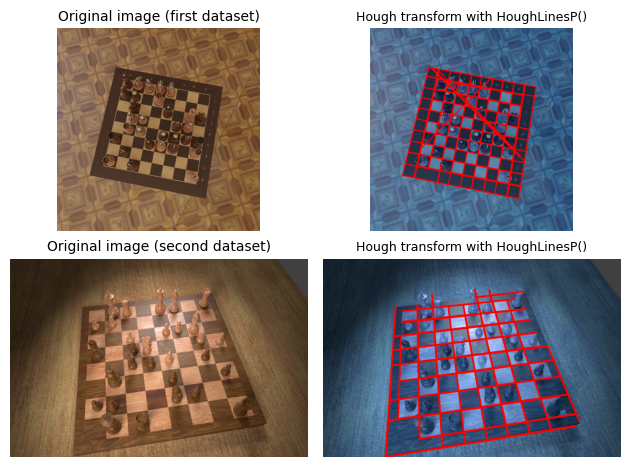 Original image (first dataset)
Hough transform with HoughLinesP()
Original image (second dataset)
Hough transform with HoughLinesP()